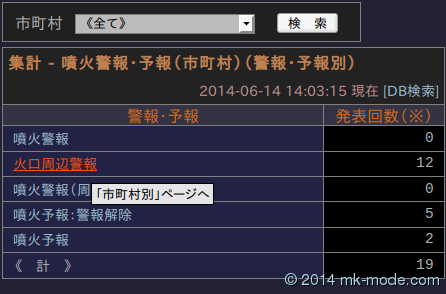 市町村 《全て》 検 索
集計 - 噴火警報・予報(市町村)(警報・予報別)
2014-06-14 14:03:15 現在 [DB検索]
警報・予報 発表回数(※)
噴火警報 0
火口周辺警報 12
噴火警報(周 0
「市町村別」ページへ
噴火予報:警報解除 5
噴火予報 2
《 計 》 19
© 2014 mk-mode.com